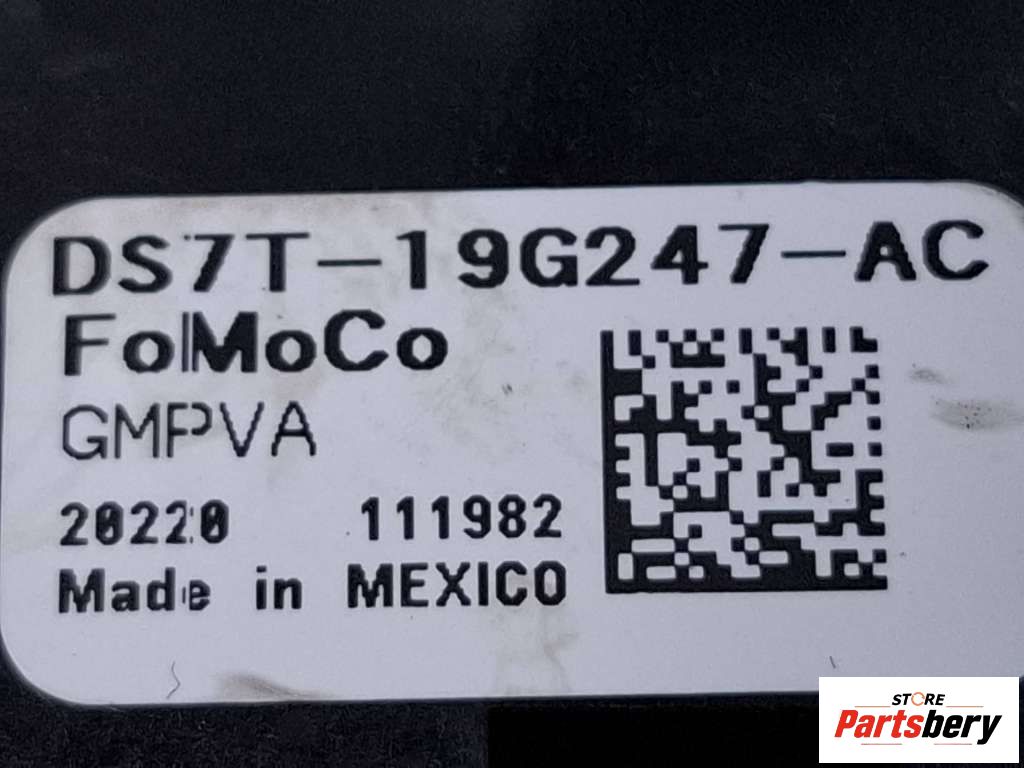 DS7T-19G247-AC
FoMoCo
GMPVA
20220 111982
Made in MEXICO
STORE
Partsbery